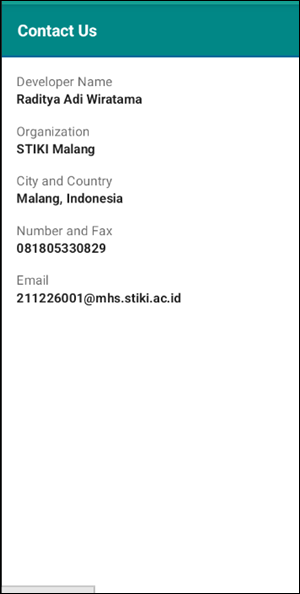 Contact Us
Developer Name
Raditya Adi Wiratama
Organization
STIKI Malang
City and Country
Malang, Indonesia
Number and Fax
081805330829
Email
211226001@mhs.stiki.ac.id